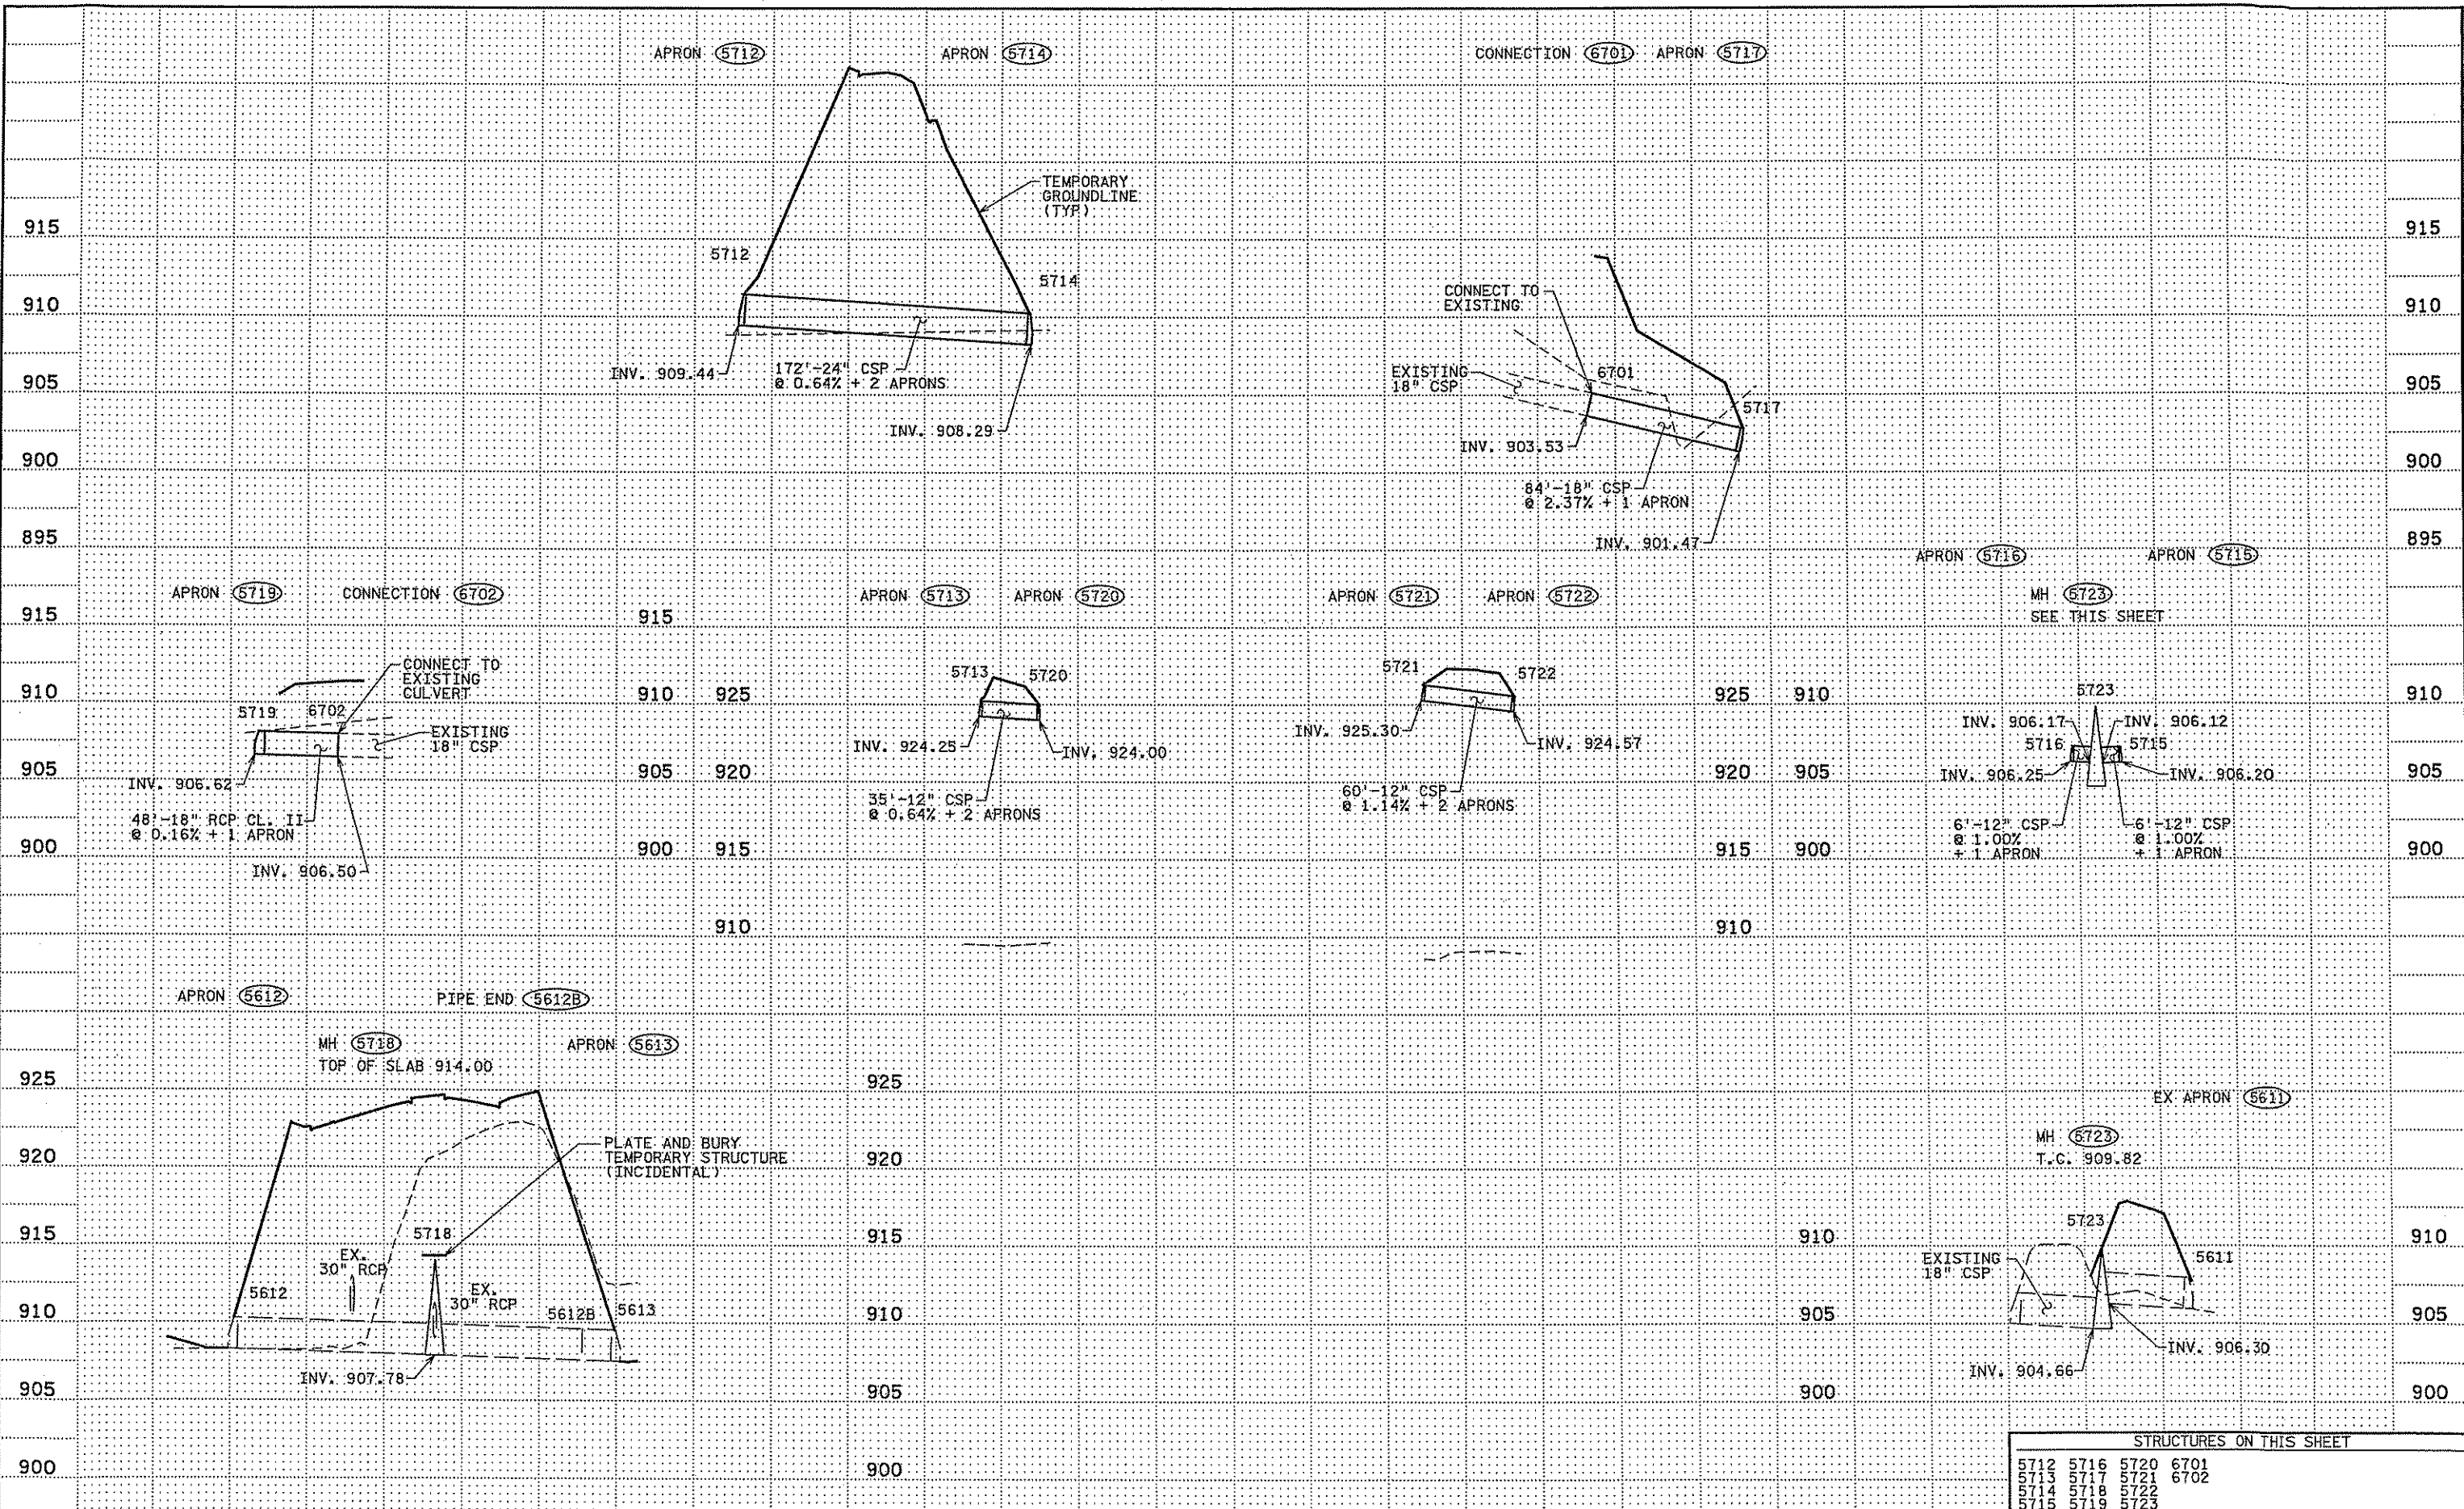 APRON 5712
APRON 5714
CONNECTION 6701 APRON 5717
TEMPORARY
GROUNDLINE
(TYP)
915
915
5712
5714
910
910
CONNECT TO
EXISTING
INV. 909.44
172'-24" CSP
@ 0.64% + 2 APRONS
905
905
EXISTING
18" CSP
6701
5717
INV. 908.29
INV. 903.53
900
900
84'-18" CSP
@ 2.37% + 1 APRON
INV. 901.47
895
895
APRON 5716
APRON 5715
APRON 5719
CONNECTION 6702
APRON 5713
APRON 5720
APRON 5721
APRON 5722
MH 5723
SEE THIS SHEET
915
915
CONNECT TO
EXISTING
CULVERT
5713
5720
5721
5722
910
910 925
925 910
910
5719
6702
EXISTING
18" CSP
5723
INV. 906.17
INV. 906.12
5716
5715
INV. 924.25
INV. 924.00
INV. 925.30
INV. 924.57
905
905 920
920 905
905
INV. 906.62
INV. 906.25
INV. 906.20
48'-18" RCP CL. II
@ 0.16% + 1 APRON
35'-12" CSP
@ 0.64% + 2 APRONS
60'-12" CSP
@ 1.14% + 2 APRONS
6'-12" CSP
@ 1.00%
+ 1 APRON
6'-12" CSP
@ 1.00%
+ 1 APRON
900
900 915
915 900
900
INV. 906.50
910
910
APRON 5612
PIPE END 5612B
MH 5718
TOP OF SLAB 914.00
APRON 5613
925
925
EX APRON 5611
PLATE AND BURY
TEMPORARY STRUCTURE
(INCIDENTAL)
MH 5723
T.C. 909.82
920
920
5718
5723
915
915
910
910
EX.
30" RCP
EX.
30" RCP
EXISTING
18" CSP
5611
5612
5612B
5613
910
910
905
905
INV. 907.78
INV. 906.30
INV. 904.66
905
905
900
900
900
900
STRUCTURES ON THIS SHEET
5712 5716 5720 6701
5713 5717 5721 6702
5714 5718 5722
5715 5719 5723